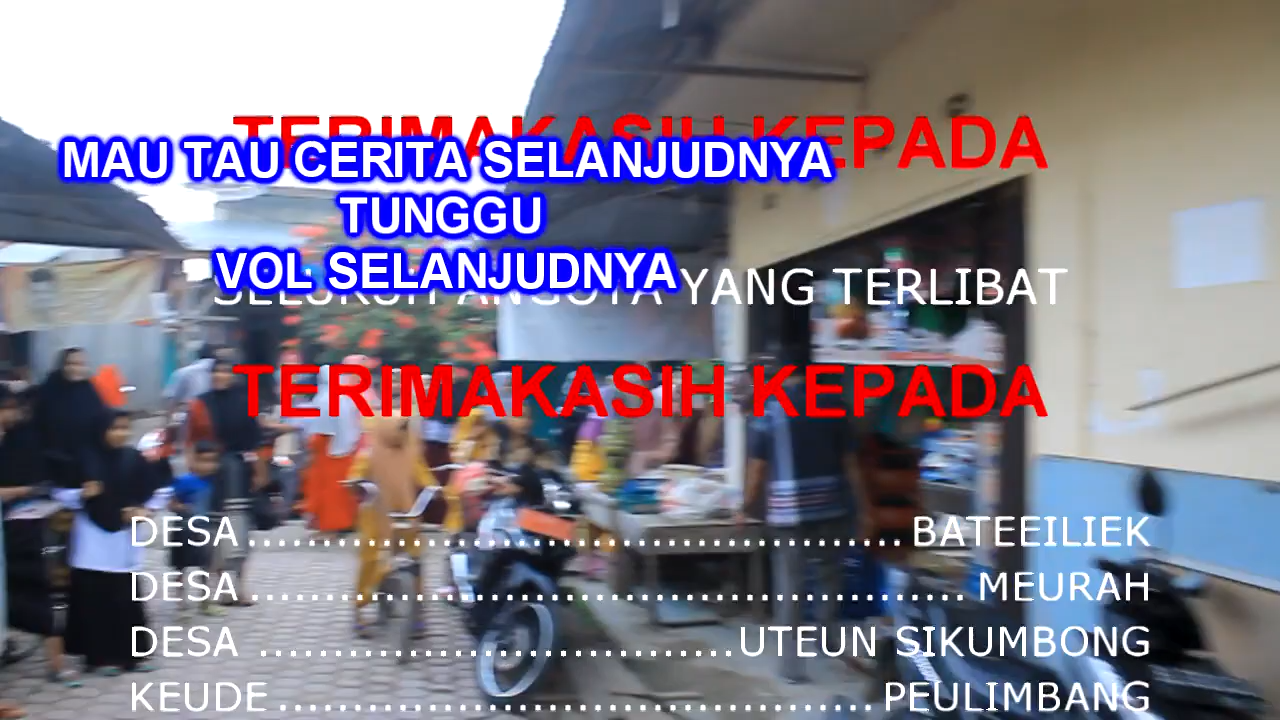 TERIMAKASIH KEPADA
MAU TAU CERITA SELANJUDNYA
TUNGGU
VOL SELANJUDNYA
YANG TERLIBAT
TERIMAKASIH KEPADA
DESA ............................................ BATEEILIEK
DESA ................................................ MEURAH
DESA ................................UTEUN SIKUMBONG
KEUDE ........................................ PEULIMBANG